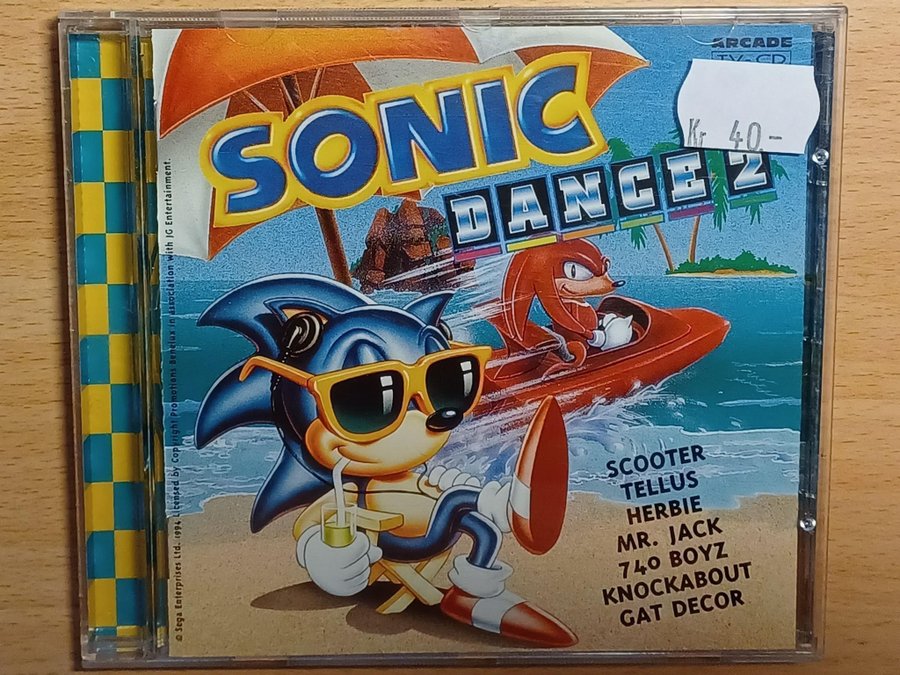 ARCADE
TV-CD
SONIC
Kr 40.-
DANCE 2
SCOOTER
TELLUS
HERBIE
MR. JACK
740 BOYZ
KNOCKABOUT
GAT DECOR
© Sega Enterprises Ltd. 1994 Licensed by Copyright Promotions Benelux in association with JG Entertainment.